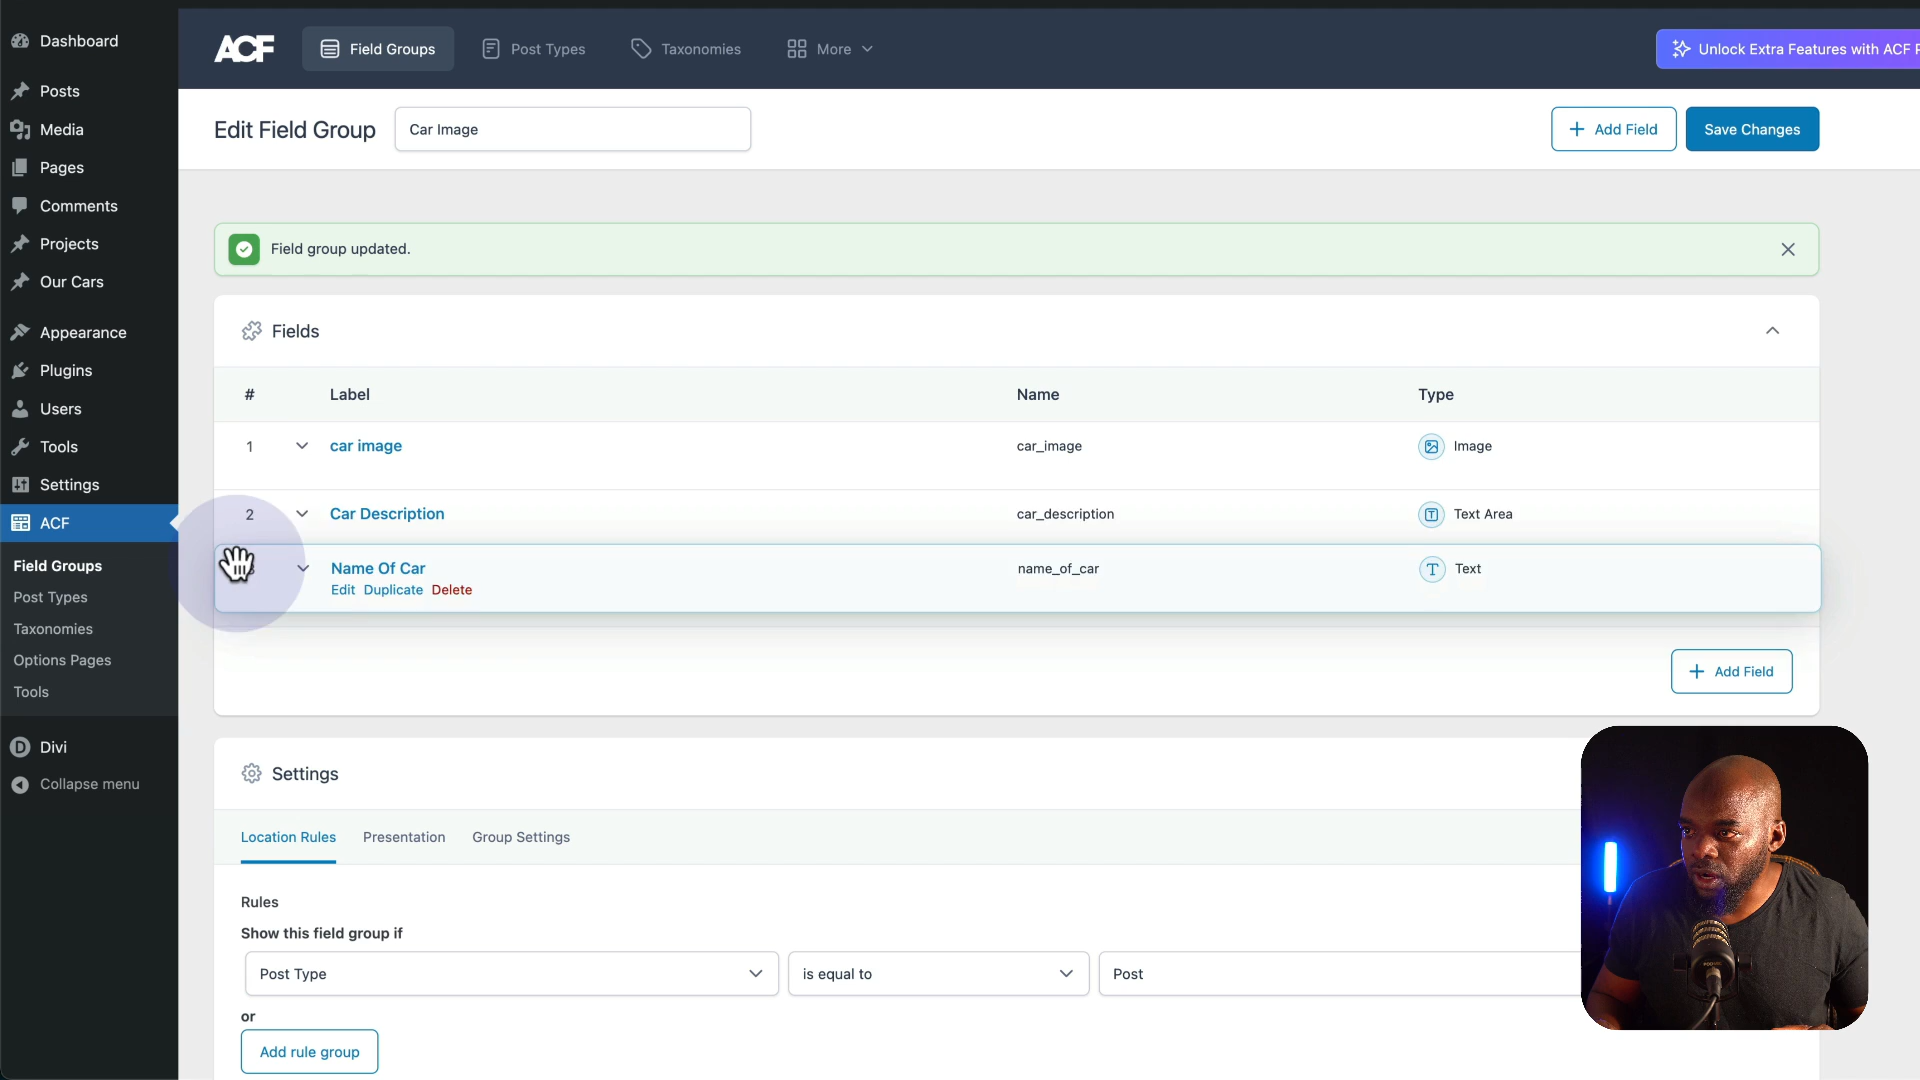 Dashboard
Posts
Media
Pages
Comments
Projects
Our Cars
Appearance
Plugins
Users
Tools
Settings
ACF
Field Groups
Post Types
Taxonomies
Options Pages
Tools
Divi
Collapse menu
ACF
Field Groups
Post Types
Taxonomies
More
Unlock Extra Features with ACF P
Edit Field Group
Car Image
Add Field
Save Changes
Field group updated.
Fields
# Label Name Type
1 car image car_image Image
2 Car Description car_description Text Area
Name Of Car name_of_car Text
Edit Duplicate Delete
Add Field
Settings
Location Rules Presentation Group Settings
Rules
Show this field group if
Post Type is equal to Post
or
Add rule group